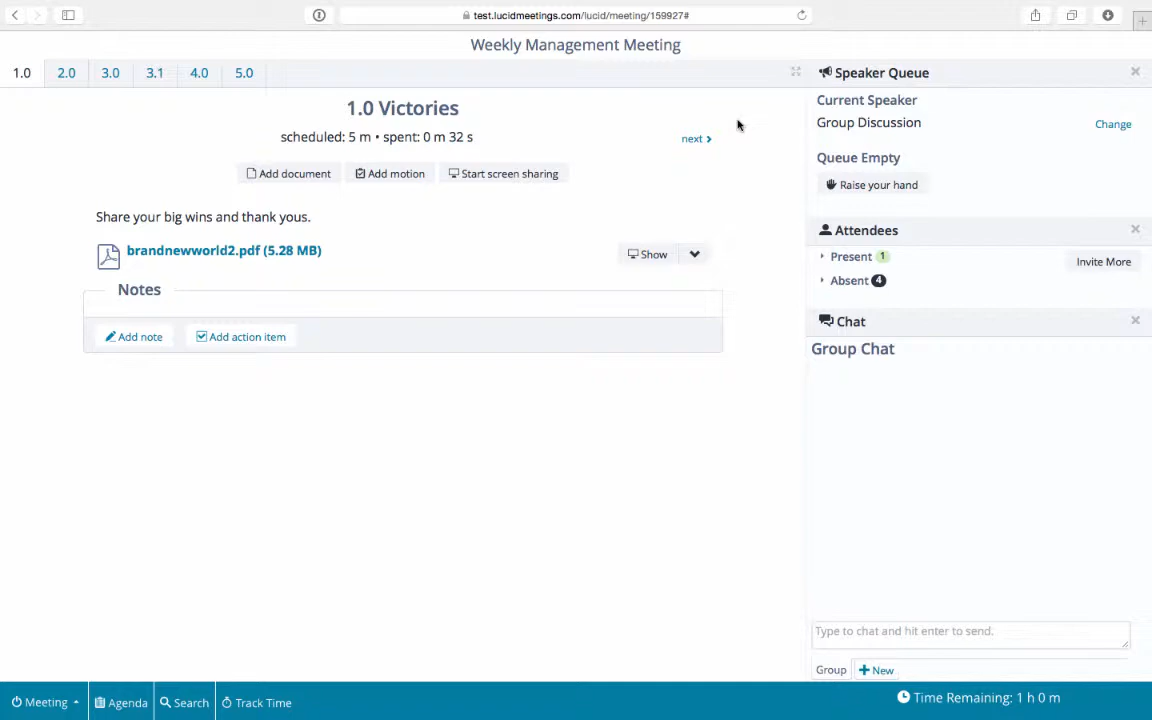 test.lucidmeetings.com/lucid/meeting/159927#
Weekly Management Meeting
1.0 2.0 3.0 3.1 4.0 5.0
1.0 Victories
scheduled: 5 m • spent: 0 m 32 s
next
Add document Add motion Start screen sharing
Share your big wins and thank yous.
brandnewworld2.pdf (5.28 MB)
Show
Notes
Add note Add action item
Speaker Queue
Current Speaker
Group Discussion
Change
Queue Empty
Raise your hand
Attendees
Present 1
Invite More
Absent 4
Chat
Group Chat
Type to chat and hit enter to send.
Group New
Meeting Agenda Search Track Time
Time Remaining: 1 h 0 m